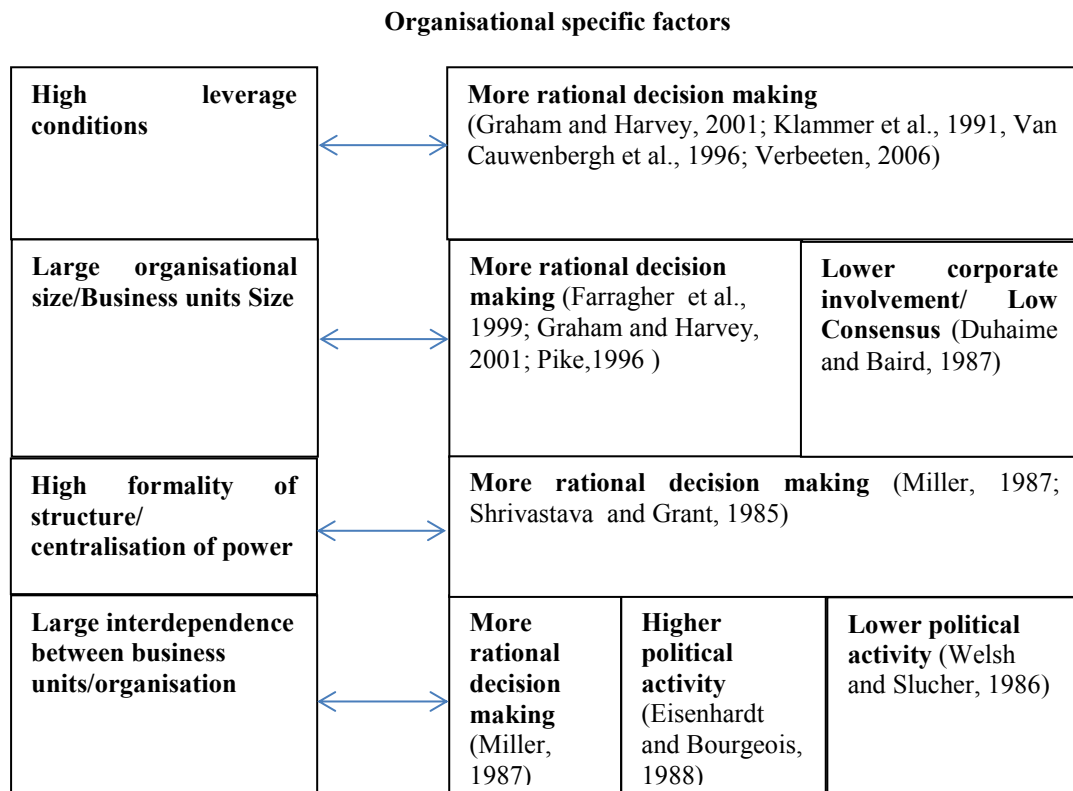 Organisational specific factors
High leverage
conditions
More rational decision making
(Graham and Harvey, 2001; Klammer et al., 1991, Van
Cauwenbergh et al., 1996; Verbeeten, 2006)
Large organisational
size/Business units Size
More rational decision
making (Farragher et al.,
1999; Graham and Harvey,
2001; Pike,1996 )
Lower corporate
involvement/ Low
Consensus (Duhaime
and Baird, 1987)
High formality of
structure/
centralisation of power
More rational decision making (Miller, 1987;
Shrivastava and Grant, 1985)
Large interdependence
between business
units/organisation
More
rational
decision
making
(Miller,
1987)
Higher
political
activity
(Eisenhardt
and Bourgeois,
1988)
Lower political
activity (Welsh
and Slucher, 1986)